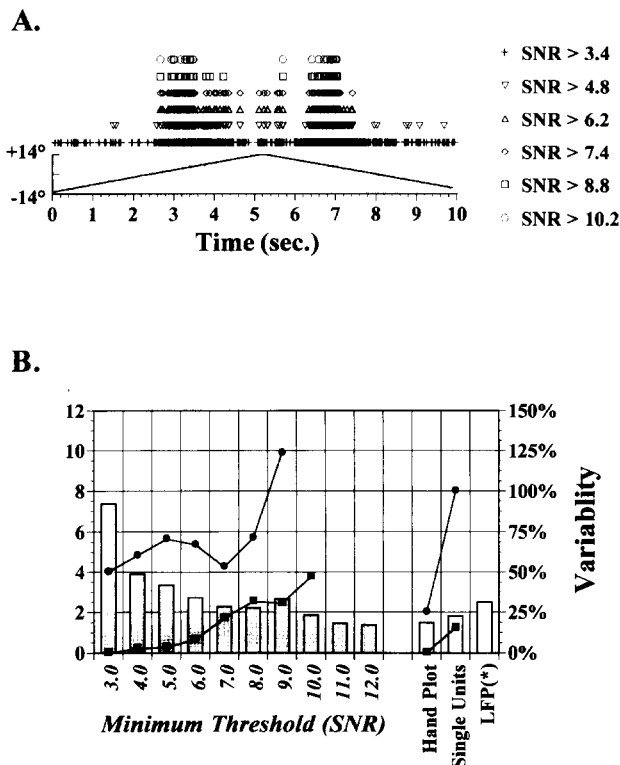 A.
+ SNR > 3.4
▽ SNR > 4.8
△ SNR > 6.2
◇ SNR > 7.4
□ SNR > 8.8
○ SNR > 10.2
+14°
-14°
0 1 2 3 4 5 6 7 8 9 10
Time (sec.)
B.
12 150%
10 125%
8 100%
6 75%
4 50%
2 25%
0 0%
Variablity
3.0 4.0 5.0 6.0 7.0 8.0 9.0 10.0 11.0 12.0 Hand Plot Single Units LFP(*)
Minimum Threshold (SNR)